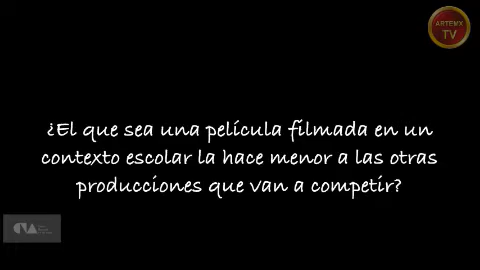 ARTEMX
TV
¿El que sea una película filmada en un
contexto escolar la hace menor a las otras
producciones que van a competir?